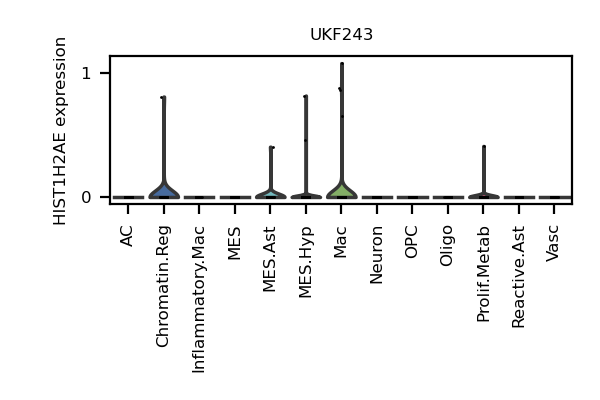 UKF243
HIST1H2AE expression
1
0
AC
Chromatin.Reg
Inflammatory.Mac
MES
MES.Ast
MES.Hyp
Mac
Neuron
OPC
Oligo
Prolif.Metab
Reactive.Ast
Vasc